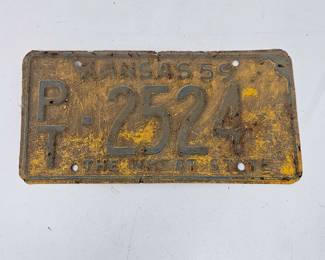 KANSAS 59
PT-2524
THE WHEAT STATE